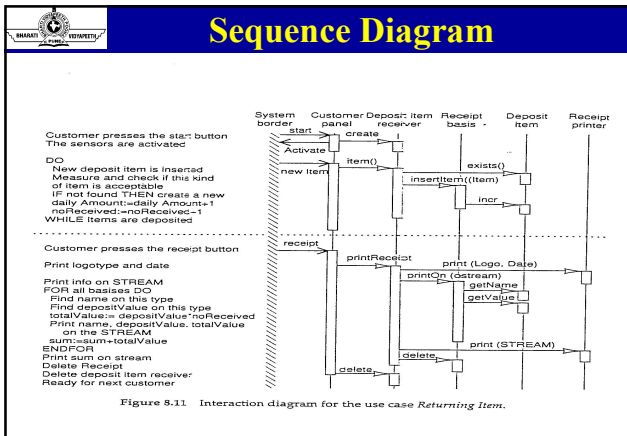 BHARATI VIDYAPEETH
PUNE
Sequence Diagram
System border
Customer panel
Deposit item receiver
Receipt basis
Deposit item
Receipt printer
Customer presses the start button
The sensors are activated
start
create
Activate
DO
New deposit item is inserted
Measure and check if this kind
of item is acceptable
IF not found THEN create a new
daily Amount:=daily Amount+1
noReceived:=noReceived-1
WHILE Items are deposited
new Item
item()
exists()
insertItem((Item)
incr
Customer presses the receipt button
receipt
Print logotype and date
printReceipt
print (Logo, Date)
Print info on STREAM
FOR all basises DO
Find name on this type
Find depositValue on this type
totalValue:= depositValue*noReceived
Print name, depositValue, totalValue
on the STREAM
sum:=sum+totalValue
ENDFOR
Print sum on stream
Delete Receipt
Delete deposit item receiver
Ready for next customer
printOn (ostream)
getName
getValue
print (STREAM)
delete
delete
Figure 8.11 Interaction diagram for the use case Returning Item.